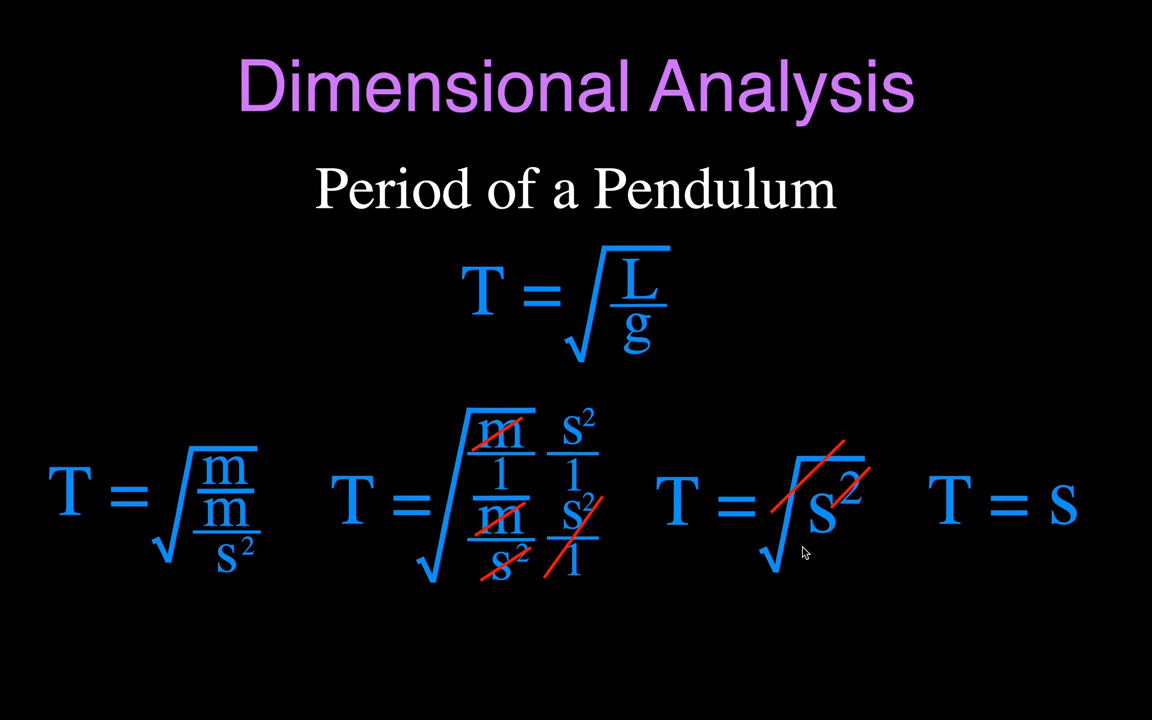 Dimensional Analysis
Period of a Pendulum
T = √(L/g)
T = √(m/(m/s²)) T = √(((m/1)(s²/1))/((m/s²)(s²/1))) T = √(s²) T = s